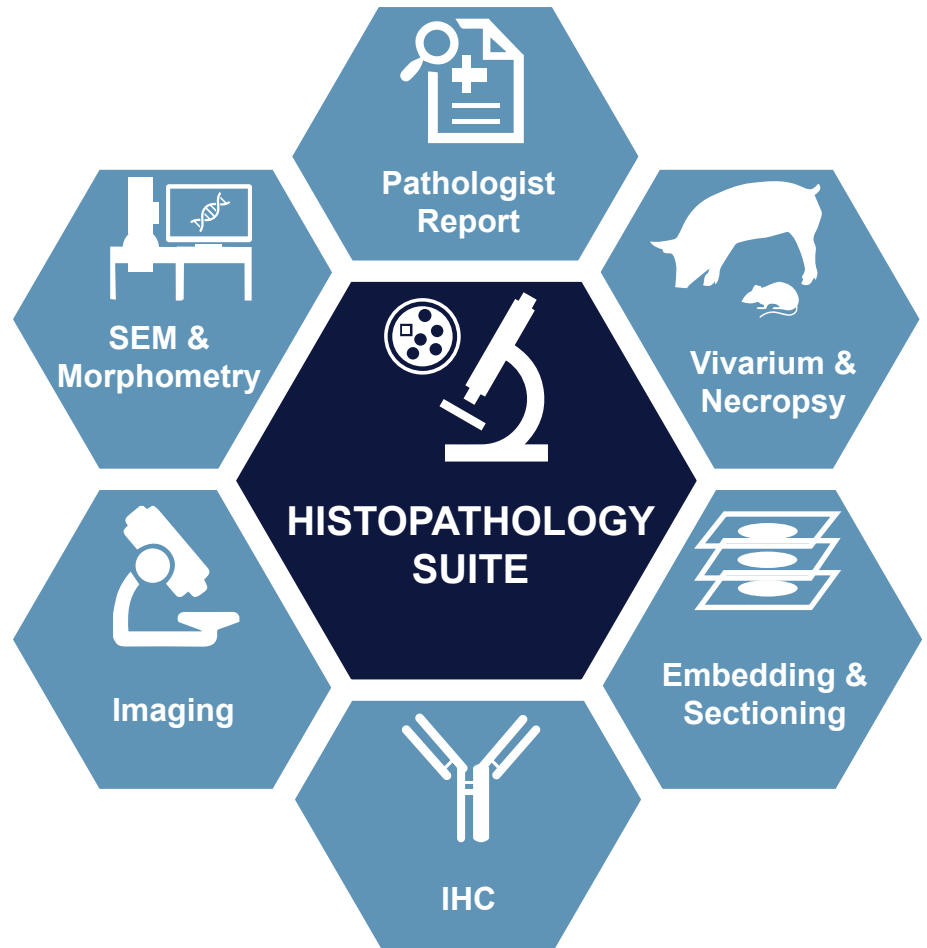 Pathologist
Report
SEM &
Morphometry
Vivarium &
Necropsy
HISTOPATHOLOGY
SUITE
Imaging
Embedding &
Sectioning
IHC